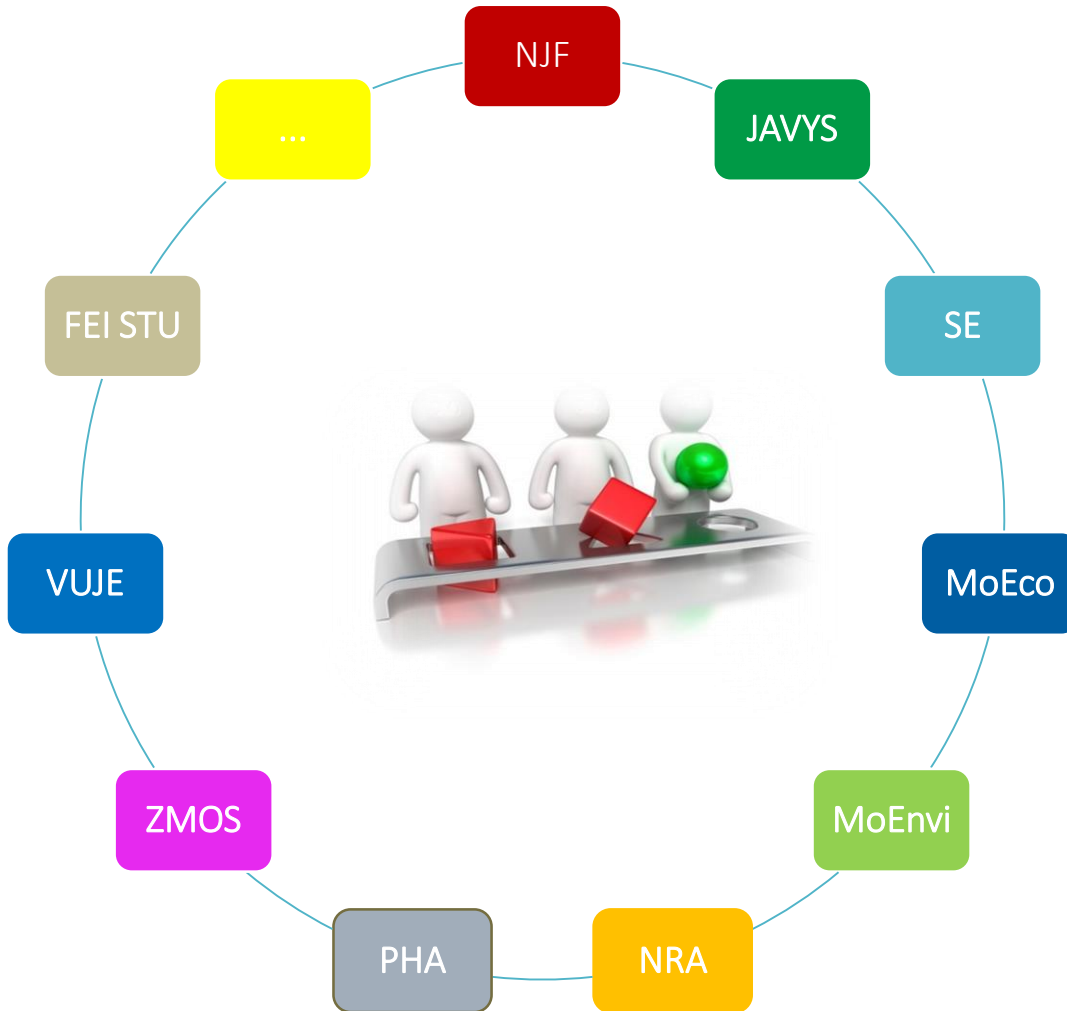 NJF
JAVYS
SE
MoEco
MoEnvi
NRA
PHA
ZMOS
VUJE
FEI STU
...